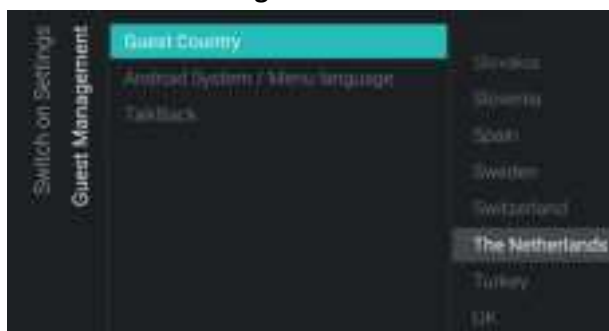 Switch on Settings
Guest Management
Guest Country
Android System / Menu language
TalkBack
Slovakia
Slovenia
Spain
Sweden
Switzerland
The Netherlands
Turkey
UK